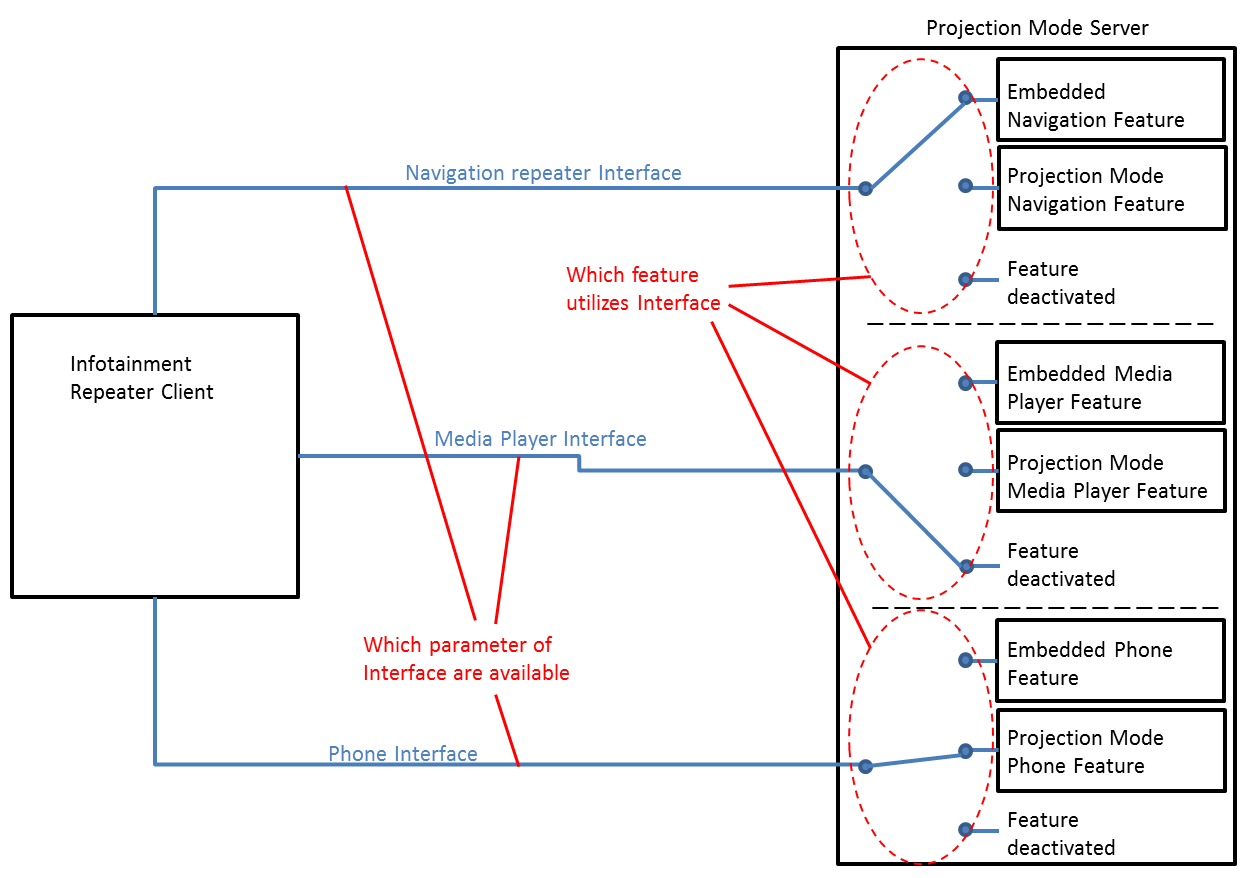 Projection Mode Server
Embedded
Navigation Feature
Navigation repeater Interface
Projection Mode
Navigation Feature
Which feature
utilizes Interface
Feature
deactivated
Infotainment
Repeater Client
Embedded Media
Player Feature
Media Player Interface
Projection Mode
Media Player Feature
Feature
deactivated
Which parameter of
Interface are available
Embedded Phone
Feature
Phone Interface
Projection Mode
Phone Feature
Feature
deactivated